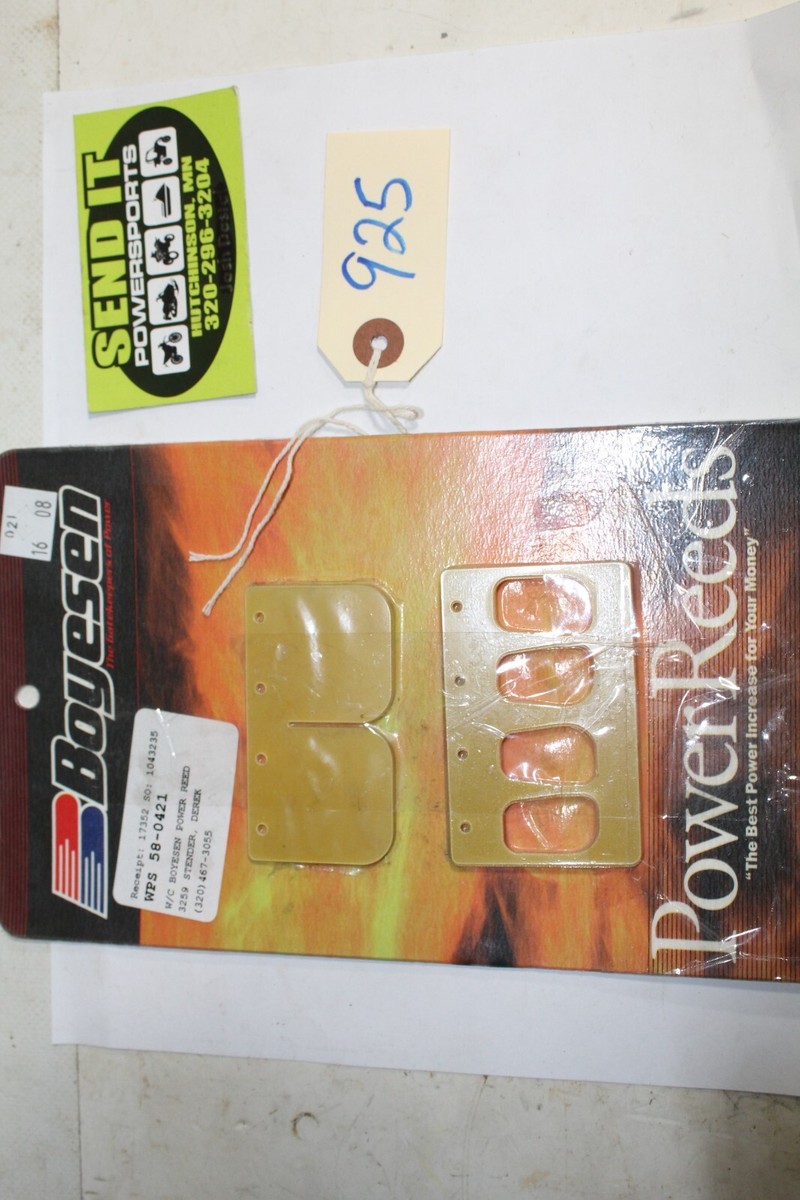 SEND IT
POWERSPORTS
HUTCHINSON, MN
320-296-3204
925
021
16 08
Boyesen
The Gatekeepers of Power
Receipt: 17352 SO: 1043235
WPS 58-0421
W/C BOYESEN POWER REED
3259 STENDER, DEREK
(320)467-3055
Power Reeds
"The Best Power Increase for Your Money"